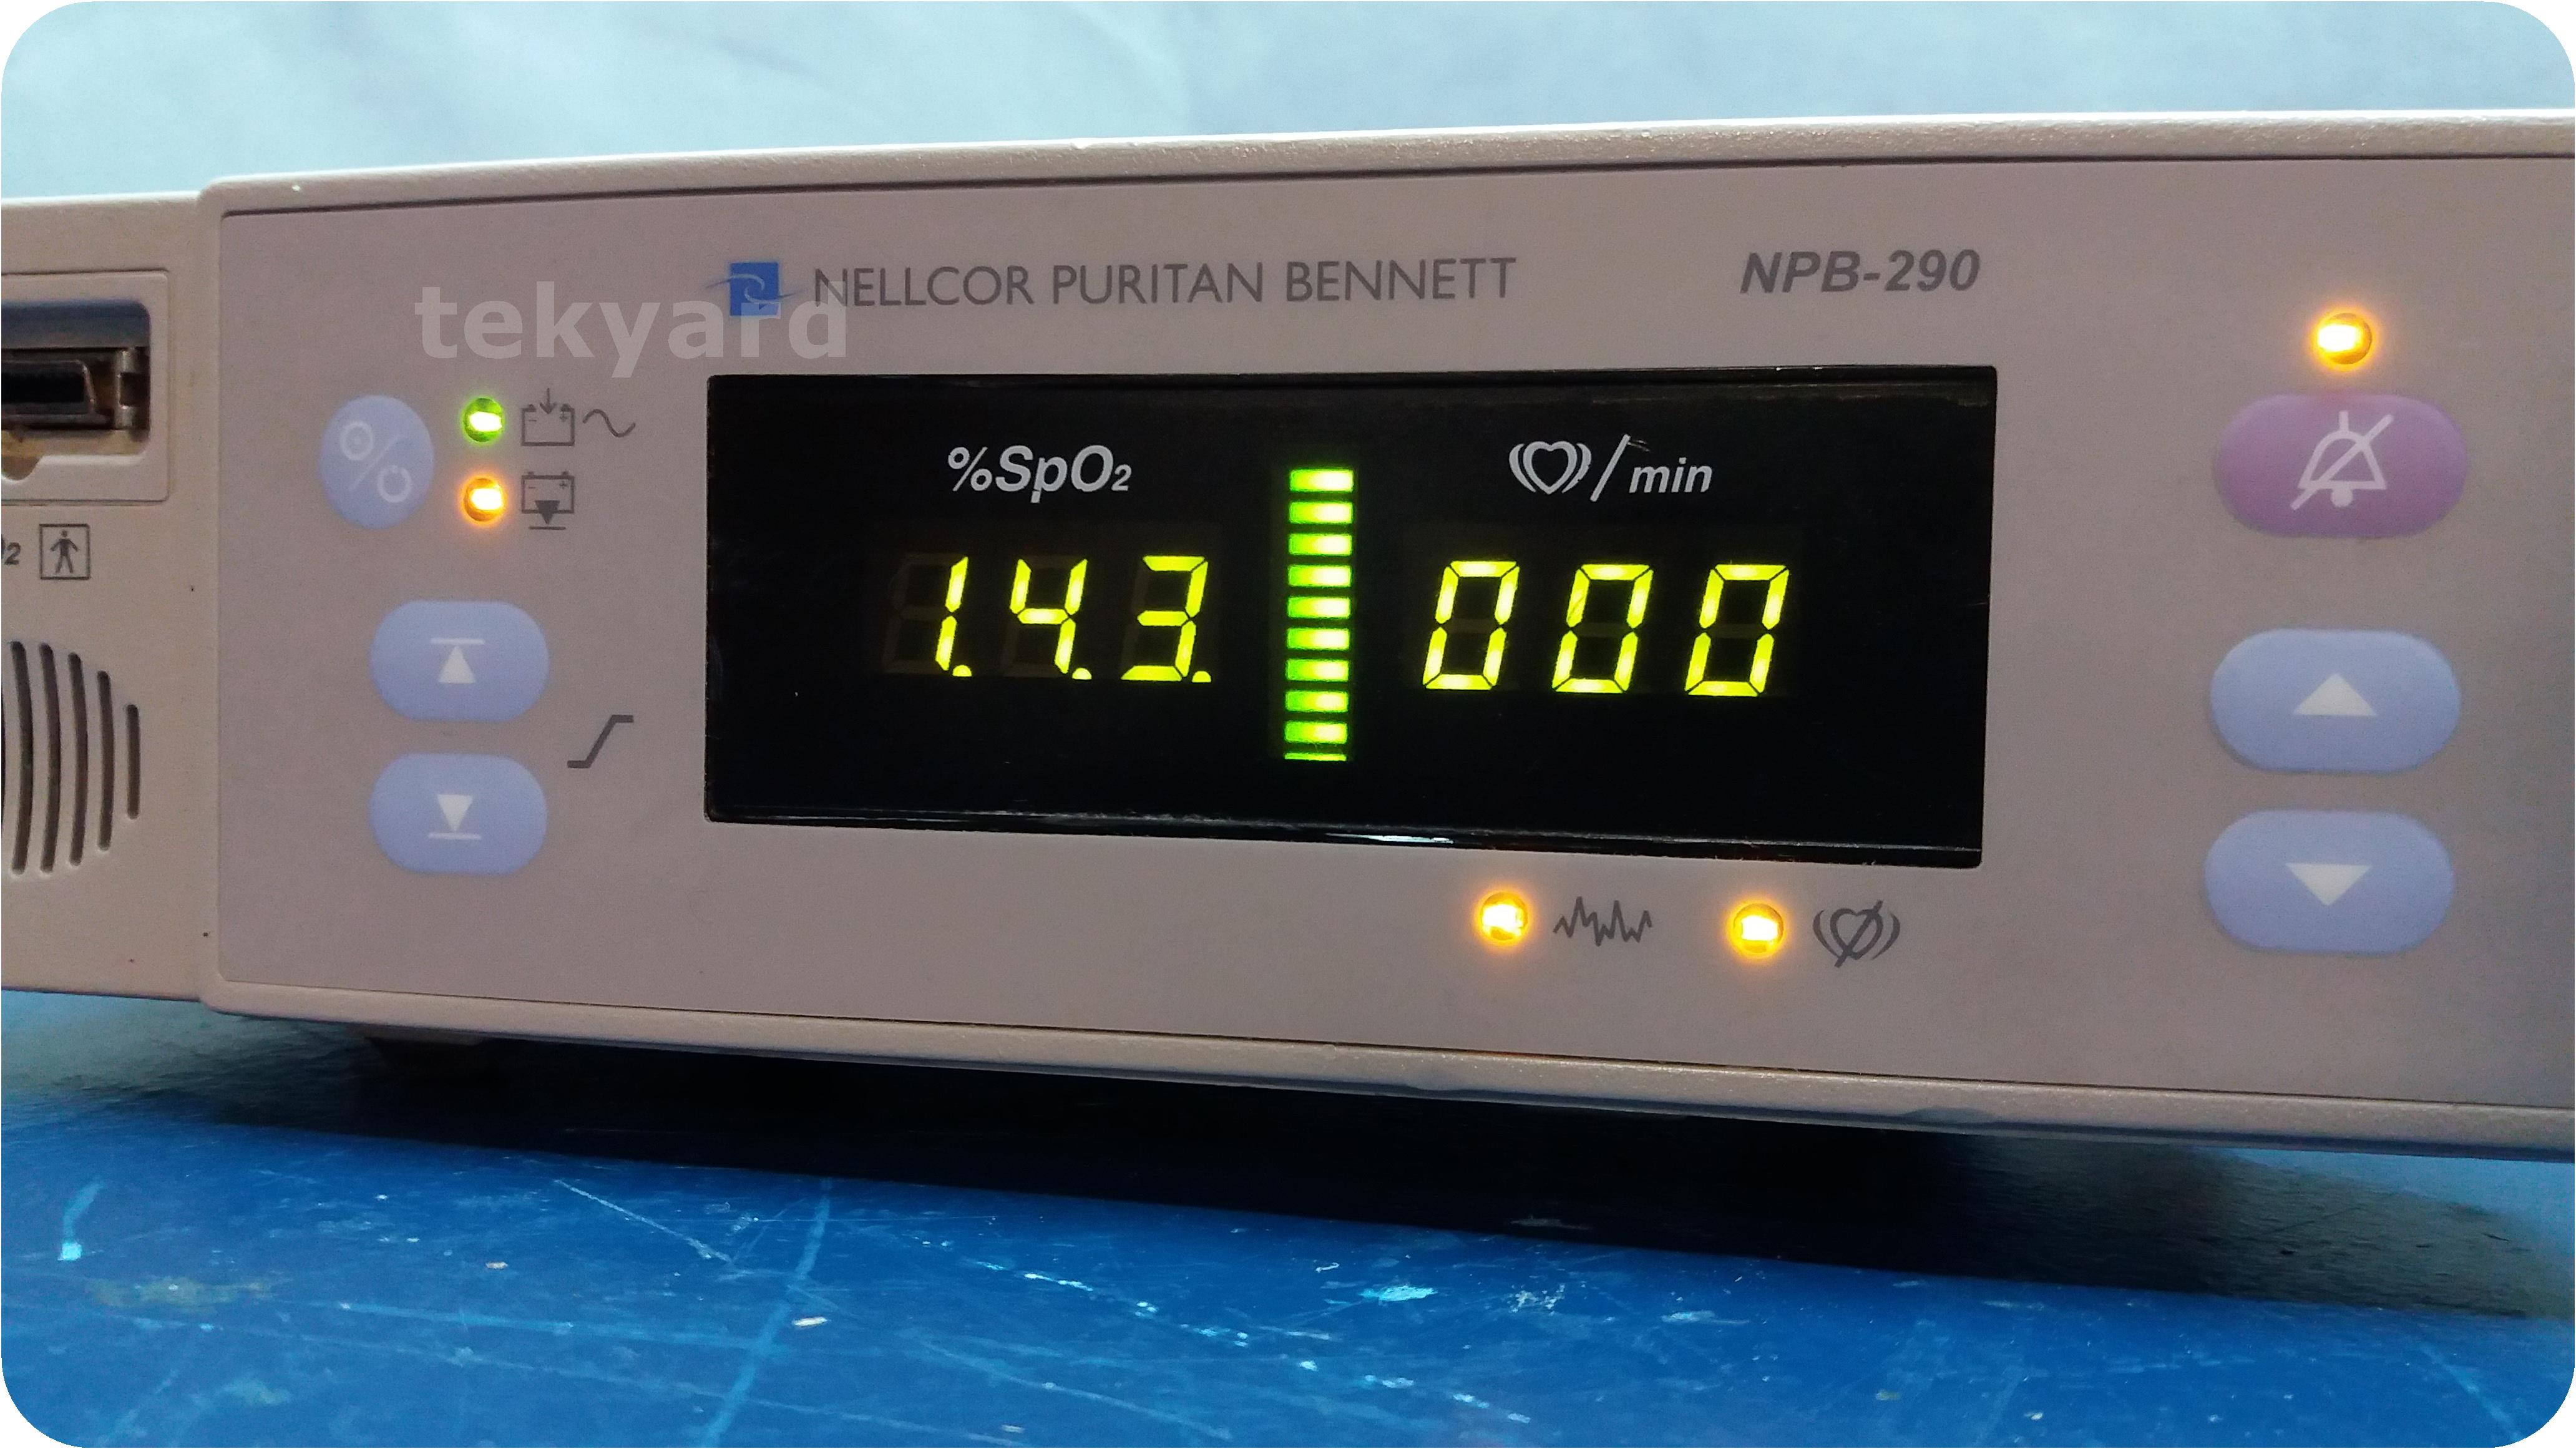 NELLCOR PURITAN BENNETT
NPB-290
tekyard
%SpO2
/min
1.4.3.
000